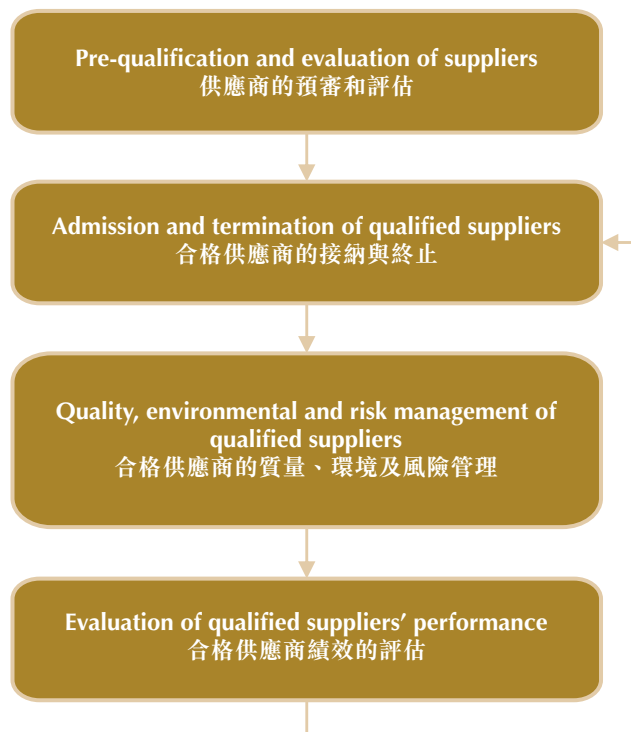 Pre-qualification and evaluation of suppliers
供應商的預審和評估
Admission and termination of qualified suppliers
合格供應商的接納與終止
Quality, environmental and risk management of
qualified suppliers
合格供應商的質量、環境及風險管理
Evaluation of qualified suppliers’ performance
合格供應商績效的評估